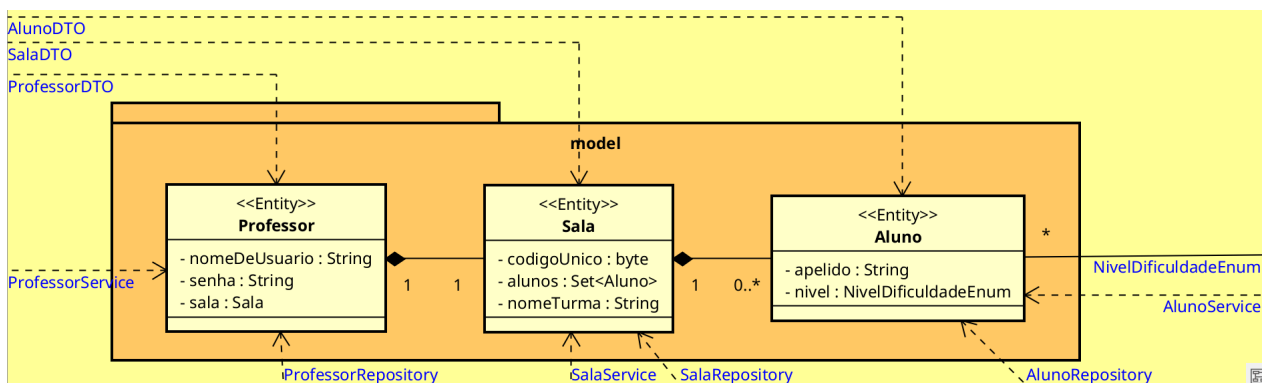 AlunoDTO
SalaDTO
ProfessorDTO
model
<<Entity>>
Professor
- nomeDeUsuario : String
- senha : String
- sala : Sala
1
1
<<Entity>>
Sala
- codigoUnico : byte
- alunos : Set<Aluno>
- nomeTurma : String
1
0..*
<<Entity>>
Aluno
- apelido : String
- nivel : NivelDificuldadeEnum
*
NivelDificuldadeEnum
ProfessorService
AlunoService
ProfessorRepository
SalaService
SalaRepository
AlunoRepository